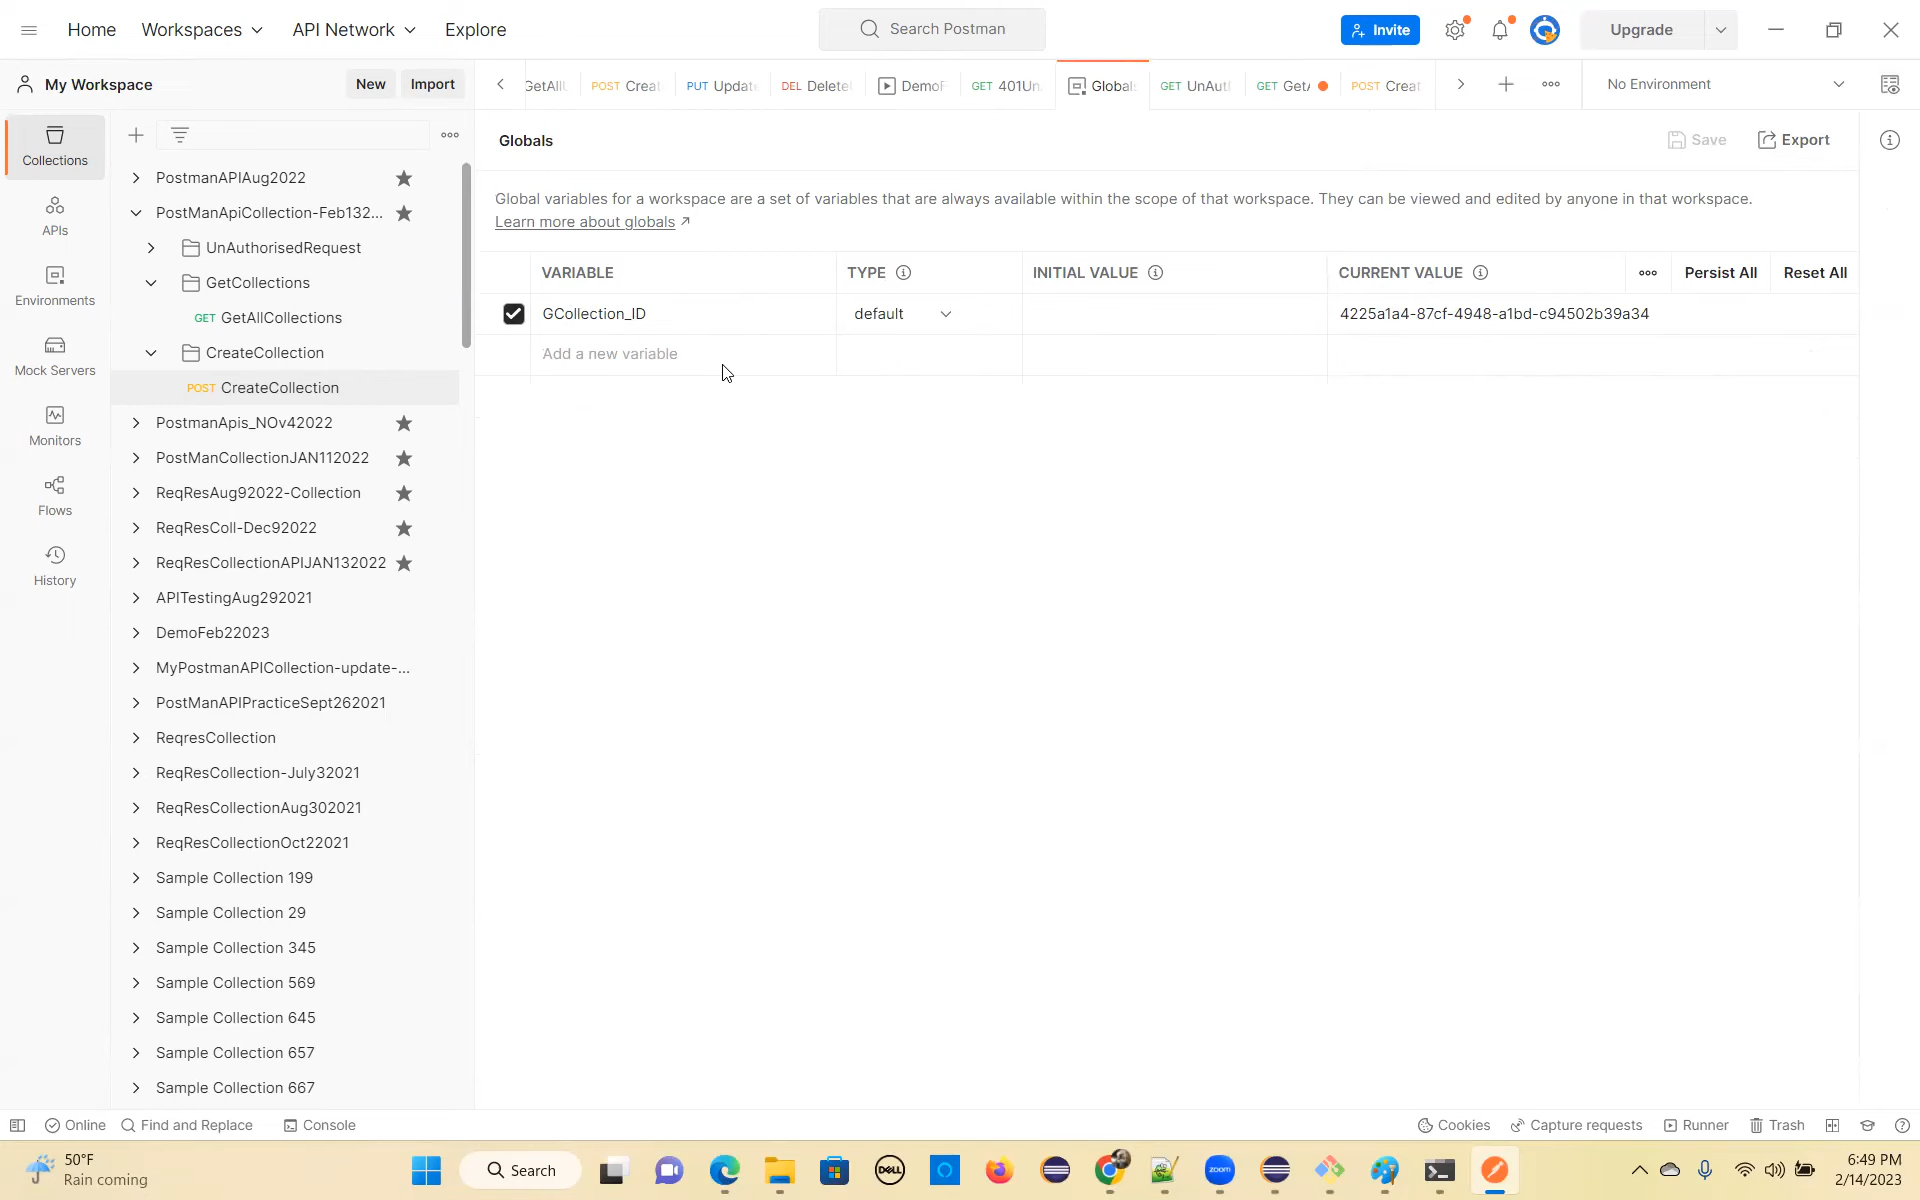 Home
Workspaces
API Network
Explore
Search Postman
Invite
Upgrade
My Workspace
New
Import
GetAll
POST Creat
PUT Update
DEL Delete
DemoF
GET 401Un
Globals
GET UnAut
GET GetA
POST Creat
No Environment
Collections
APIs
Environments
Mock Servers
Monitors
Flows
History
PostmanAPIAug2022
PostManApiCollection-Feb132...
UnAuthorisedRequest
GetCollections
GET GetAllCollections
CreateCollection
POST CreateCollection
PostmanApis_NOv42022
PostManCollectionJAN112022
ReqResAug92022-Collection
ReqResColl-Dec92022
ReqResCollectionAPIJAN132022
APITestingAug292021
DemoFeb22023
MyPostmanAPICollection-update-...
PostManAPIPracticeSept262021
ReqresCollection
ReqResCollection-July32021
ReqResCollectionAug302021
ReqResCollectionOct22021
Sample Collection 199
Sample Collection 29
Sample Collection 345
Sample Collection 569
Sample Collection 645
Sample Collection 657
Sample Collection 667
Globals
Save
Export
Global variables for a workspace are a set of variables that are always available within the scope of that workspace. They can be viewed and edited by anyone in that workspace.
Learn more about globals ↗
VARIABLE
TYPE
INITIAL VALUE
CURRENT VALUE
Persist All
Reset All
GCollection_ID
default
4225a1a4-87cf-4948-a1bd-c94502b39a34
Add a new variable
Online
Find and Replace
Console
Cookies
Capture requests
Runner
Trash
50°F
Rain coming
Search
DELL
zoom
6:49 PM
2/14/2023